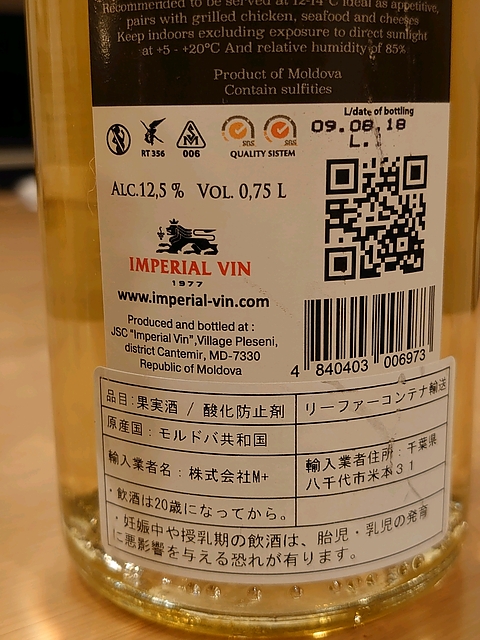 Recommended to be served at 12-14°C ideal as appetitive,
pairs with grilled chicken, seafood and cheeses
Keep indoors excluding exposure to direct sunlight
at +5 - +20°C And relative humidity of 85%
Product of Moldova
Contain sulfities
L/date of bottling
09.08.18
L.
RT 356
SM
006
SGS
SGS
QUALITY SISTEM
ALC.12,5 % VOL. 0,75 L
IMPERIAL VIN
1977
www.imperial-vin.com
Produced and bottled at :
JSC "Imperial Vin",Village Pleseni,
district Cantemir, MD-7330
Republic of Moldova
4 840403 006973
品目:果実酒 / 酸化防止剤
リーファーコンテナ輸送
原産国:モルドバ共和国
輸入業者名:株式会社M+
輸入業者住所:千葉県
八千代市米本31
・飲酒は20歳になってから。
・妊娠中や授乳期の飲酒は、胎児・乳児の発育
に悪影響を与える恐れが有ります。